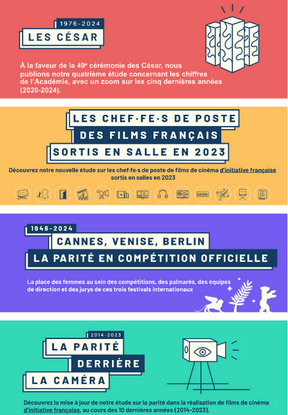 1976-2024
LES CÉSAR
À la faveur de la 49ᵉ cérémonie des César, nous
publions notre quatrième étude concernant les chiffres
de l'Académie, avec un zoom sur les cinq dernières années
(2020-2024).
LES CHEF·FE·S DE POSTE
DES FILMS FRANÇAIS
SORTIS EN SALLE EN 2023
Découvrez notre nouvelle étude sur les chef·fe·s de poste de films de cinéma d'initiative française
sortis en salles en 2023
1946-2024
CANNES, VENISE, BERLIN
LA PARITÉ EN COMPÉTITION OFFICIELLE
La place des femmes au sein des compétitions, des palmarès, des équipes
de direction et des jurys de ces trois festivals internationaux
2014-2023
LA PARITÉ
DERRIÈRE
LA CAMÉRA
Découvrez la mise à jour de notre étude sur la parité dans la réalisation de films de cinéma
d'initiative française, au cours des 10 dernières années (2014-2023).